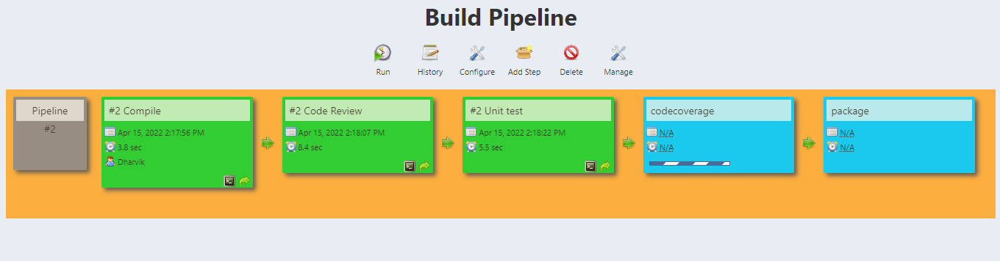 Build Pipeline
Run
History
Configure
Add Step
Delete
Manage
Pipeline
#2
#2 Compile
Apr 15, 2022 2:17:56 PM
3.8 sec
Dharvik
#2 Code Review
Apr 15, 2022 2:18:07 PM
8.4 sec
#2 Unit test
Apr 15, 2022 2:18:22 PM
5.5 sec
codecoverage
N/A
N/A
package
N/A
N/A